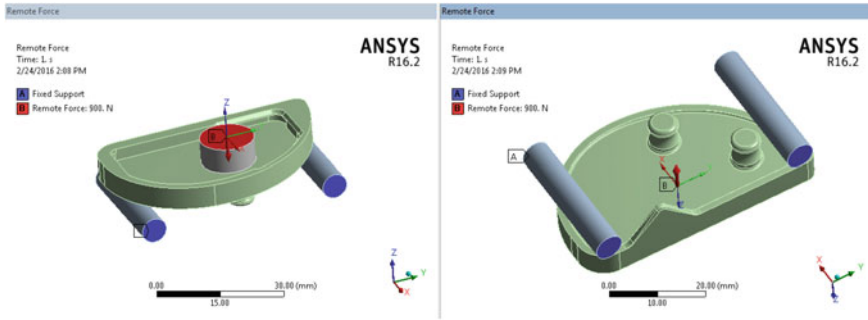 Remote Force
Remote Force
Time: 1. s
2/24/2016 2:08 PM
A Fixed Support
B Remote Force: 900. N
ANSYS
R16.2
Z
B
Z
Y
X
0.00
30.00 (mm)
15.00
Remote Force
Remote Force
Time: 1. s
2/24/2016 2:09 PM
A Fixed Support
B Remote Force: 900. N
ANSYS
R16.2
A
X
B
X
Y
Z
0.00
20.00 (mm)
10.00